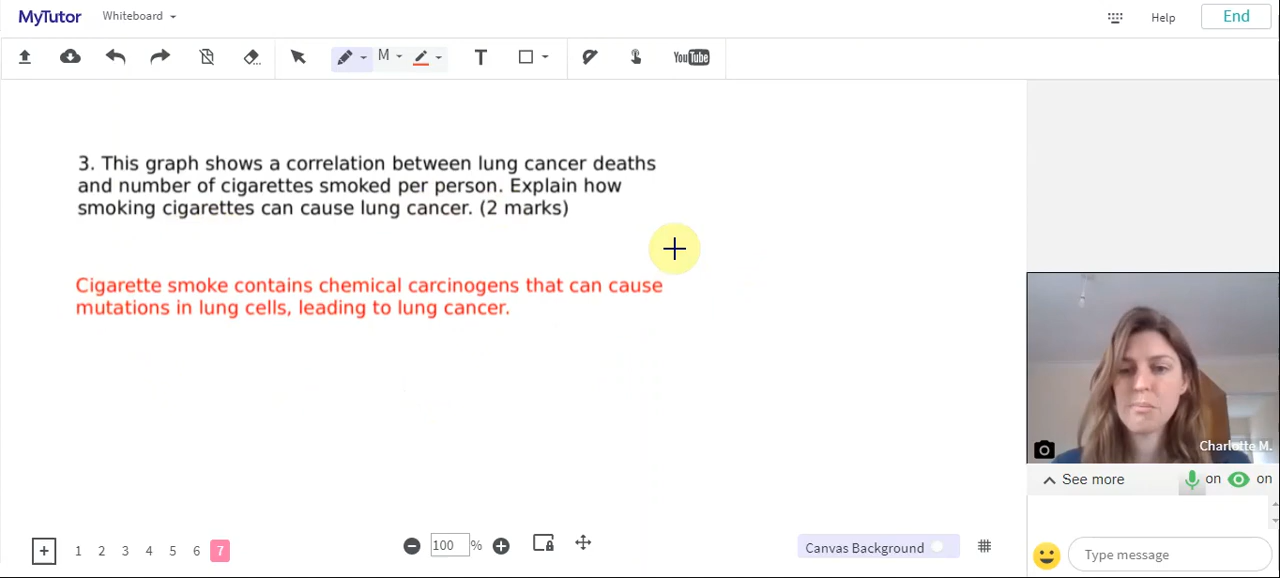 MyTutor Whiteboard Help End
M T You Tube
3. This graph shows a correlation between lung cancer deaths
and number of cigarettes smoked per person. Explain how
smoking cigarettes can cause lung cancer. (2 marks)
Cigarette smoke contains chemical carcinogens that can cause
mutations in lung cells, leading to lung cancer.
Charlotte M.
See more on on
1 2 3 4 5 6 7 100 % Canvas Background
Type message